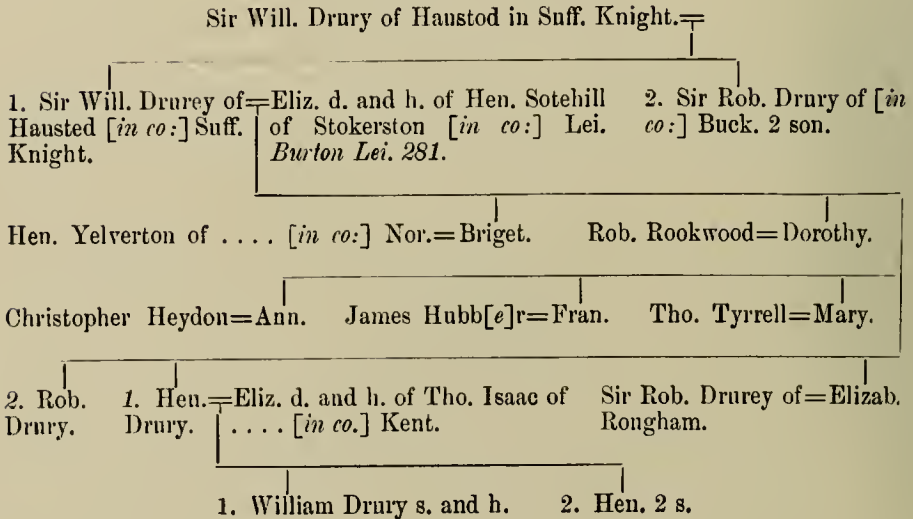 Sir Will. Drury of Haustod in Suff. Knight.
1. Sir Will. Drurey of=Eliz. d. and h. of Hen. Sotehill 2. Sir Rob. Drury of [in
Hausted [in co:] Suff. of Stokerston [in co:] Lei. co:] Buck. 2 son.
Knight. Burton Lei. 281.
Hen. Yelverton of .... [in co:] Nor.=Briget. Rob. Rookwood=Dorothy.
Christopher Heydon=Ann. James Hubb[e]r=Fran. Tho. Tyrrell=Mary.
2. Rob. 1. Hen.=Eliz. d. and h. of Tho. Isaac of Sir Rob. Drurey of=Elizab.
Drury. Drury. .... [in co.] Kent. Rougham.
1. William Drury s. and h. 2. Hen. 2 s.